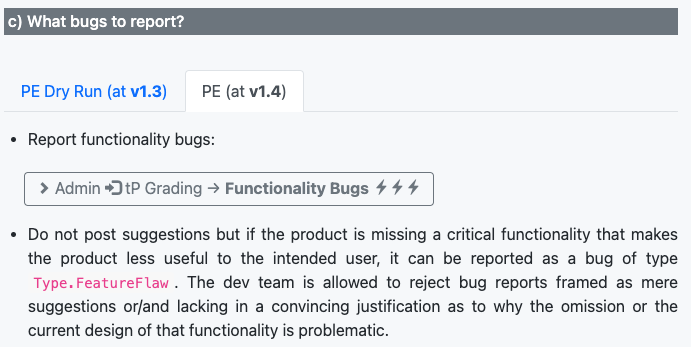 c) What bugs to report?
PE Dry Run (at v1.3) PE (at v1.4)
• Report functionality bugs:
Admin tP Grading → Functionality Bugs
• Do not post suggestions but if the product is missing a critical functionality that makes
the product less useful to the intended user, it can be reported as a bug of type
Type.FeatureFlaw . The dev team is allowed to reject bug reports framed as mere
suggestions or/and lacking in a convincing justification as to why the omission or the
current design of that functionality is problematic.